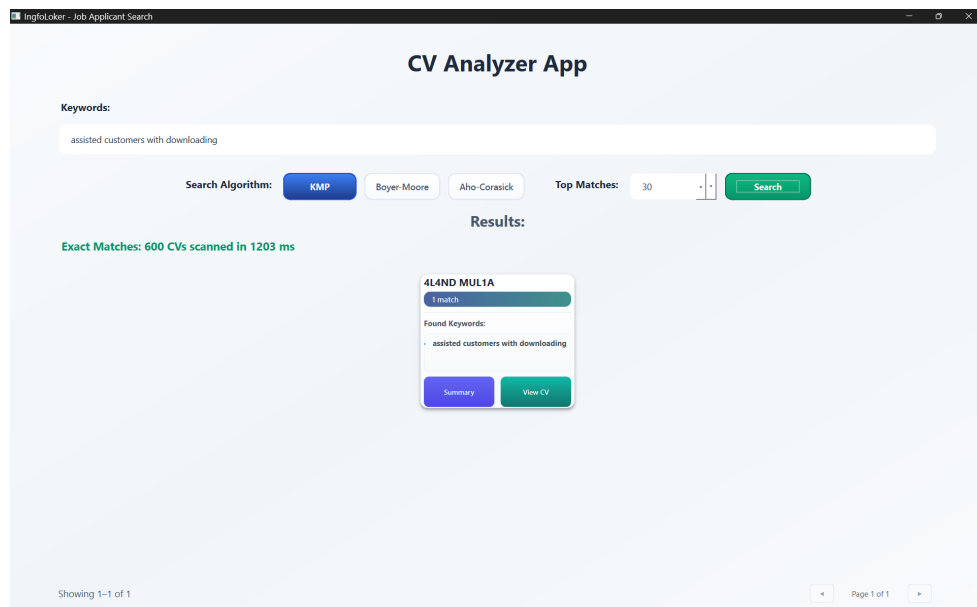 IngfoLoker - Job Applicant Search
CV Analyzer App
Keywords:
assisted customers with downloading
Search Algorithm: KMP Boyer-Moore Aho-Corasick Top Matches: 30 Search
Results:
Exact Matches: 600 CVs scanned in 1203 ms
4L4ND MUL1A
1 match
Found Keywords:
- assisted customers with downloading
Summary View CV
Showing 1–1 of 1 Page 1 of 1